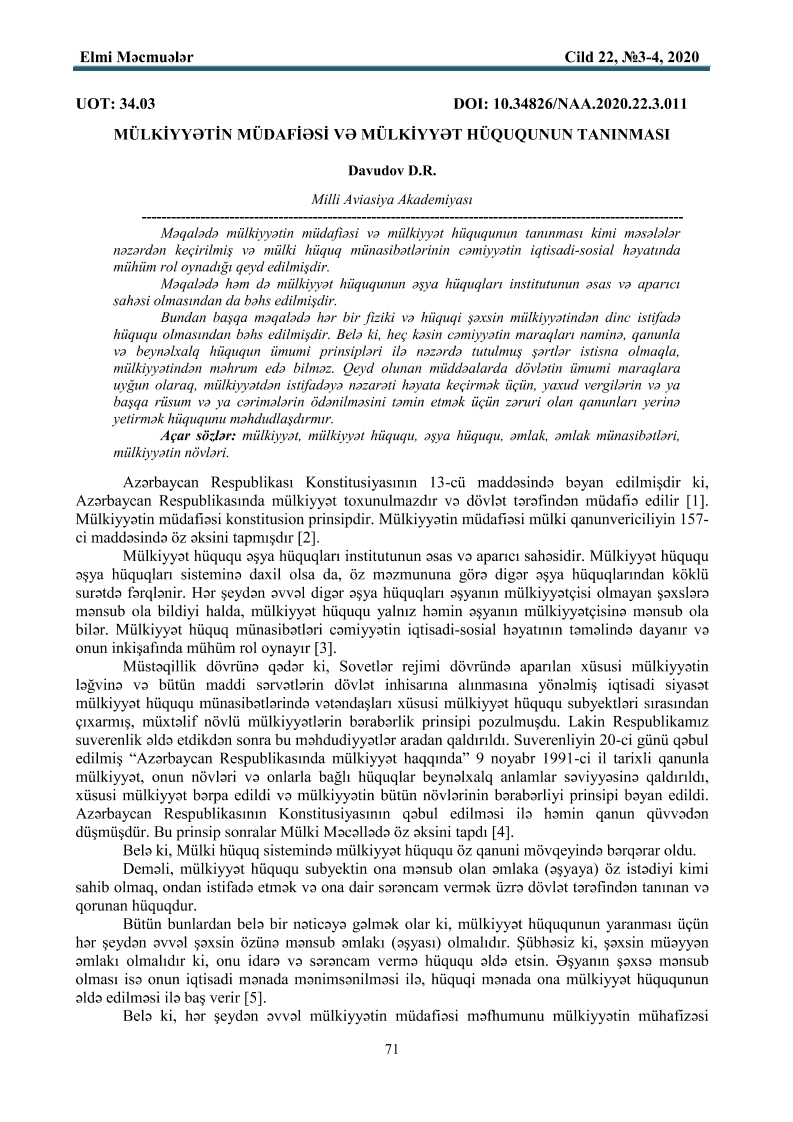 Elmi Məcmuələr Cild 22, №3-4, 2020
UOT: 34.03 DOI: 10.34826/NAA.2020.22.3.011
MÜLKİYYƏTİN MÜDAFİƏSİ VƏ MÜLKİYYƏT HÜQUQUNUN TANINMASI
Davudov D.R.
Milli Aviasiya Akademiyası
---------------------------------------------------------------------------------------------------------------
Məqalədə mülkiyyətin müdafiəsi və mülkiyyət hüququnun tanınması kimi məsələlər
nəzərdən keçirilmiş və mülki hüquq münasibətlərinin cəmiyyətin iqtisadi-sosial həyatında
mühüm rol oynadığı qeyd edilmişdir.
Məqalədə həm də mülkiyyət hüququnun əşya hüquqları institutunun əsas və aparıcı
sahəsi olmasından da bəhs edilmişdir.
Bundan başqa məqalədə hər bir fiziki və hüquqi şəxsin mülkiyyətindən dinc istifadə
hüququ olmasından bəhs edilmişdir. Belə ki, heç kəsin cəmiyyətin maraqları naminə, qanunla
və beynəlxalq hüququn ümumi prinsipləri ilə nəzərdə tutulmuş şərtlər istisna olmaqla,
mülkiyyətindən məhrum edə bilməz. Qeyd olunan müddəalarda dövlətin ümumi maraqlara
uyğun olaraq, mülkiyyətdən istifadəyə nəzarəti həyata keçirmək üçün, yaxud vergilərin və ya
başqa rüsum və ya cərimələrin ödənilməsini təmin etmək üçün zəruri olan qanunları yerinə
yetirmək hüququnu məhdudlaşdırmır.
Açar sözlər: mülkiyyət, mülkiyyət hüququ, əşya hüququ, əmlak, əmlak münasibətləri,
mülkiyyətin növləri.
Azərbaycan Respublikası Konstitusiyasının 13-cü maddəsində bəyan edilmişdir ki,
Azərbaycan Respublikasında mülkiyyət toxunulmazdır və dövlət tərəfindən müdafiə edilir [1].
Mülkiyyətin müdafiəsi konstitusion prinsipdir. Mülkiyyətin müdafiəsi mülki qanunvericiliyin 157-
ci maddəsində öz əksini tapmışdır [2].
Mülkiyyət hüququ əşya hüquqları institutunun əsas və aparıcı sahəsidir. Mülkiyyət hüququ
əşya hüquqları sisteminə daxil olsa da, öz məzmununa görə digər əşya hüquqlarından köklü
surətdə fərqlənir. Hər şeydən əvvəl digər əşya hüquqları əşyanın mülkiyyətçisi olmayan şəxslərə
mənsub ola bildiyi halda, mülkiyyət hüququ yalnız həmin əşyanın mülkiyyətçisinə mənsub ola
bilər. Mülkiyyət hüquq münasibətləri cəmiyyətin iqtisadi-sosial həyatının təməlində dayanır və
onun inkişafında mühüm rol oynayır [3].
Müstəqillik dövrünə qədər ki, Sovetlər rejimi dövründə aparılan xüsusi mülkiyyətin
ləğvinə və bütün maddi sərvətlərin dövlət inhisarına alınmasına yönəlmiş iqtisadi siyasət
mülkiyyət hüququ münasibətlərində vətəndaşları xüsusi mülkiyyət hüququ subyektləri sırasından
çıxarmış, müxtəlif növlü mülkiyyətlərin bərabərlik prinsipi pozulmuşdu. Lakin Respublikamız
suverenlik əldə etdikdən sonra bu məhdudiyyətlər aradan qaldırıldı. Suverenliyin 20-ci günü qəbul
edilmiş “Azərbaycan Respublikasında mülkiyyət haqqında” 9 noyabr 1991-ci il tarixli qanunla
mülkiyyət, onun növləri və onlarla bağlı hüquqlar beynəlxalq anlamlar səviyyəsinə qaldırıldı,
xüsusi mülkiyyət bərpa edildi və mülkiyyətin bütün növlərinin bərabərliyi prinsipi bəyan edildi.
Azərbaycan Respublikasının Konstitusiyasının qəbul edilməsi ilə həmin qanun qüvvədən
düşmüşdür. Bu prinsip sonralar Mülki Məcəllədə öz əksini tapdı [4].
Belə ki, Mülki hüquq sistemində mülkiyyət hüququ öz qanuni mövqeyində bərqərar oldu.
Deməli, mülkiyyət hüququ subyektin ona mənsub olan əmlaka (əşyaya) öz istədiyi kimi
sahib olmaq, ondan istifadə etmək və ona dair sərəncam vermək üzrə dövlət tərəfindən tanınan və
qorunan hüquqdur.
Bütün bunlardan belə bir nəticəyə gəlmək olar ki, mülkiyyət hüququnun yaranması üçün
hər şeydən əvvəl şəxsin özünə mənsub əmlakı (əşyası) olmalıdır. Şübhəsiz ki, şəxsin müəyyən
əmlakı olmalıdır ki, onu idarə və sərəncam vermə hüququ əldə etsin. Əşyanın şəxsə mənsub
olması isə onun iqtisadi mənada mənimsənilməsi ilə, hüquqi mənada ona mülkiyyət hüququnun
əldə edilməsi ilə baş verir [5].
Belə ki, hər şeydən əvvəl mülkiyyətin müdafiəsi məfhumunu mülkiyyətin mühafizəsi
71